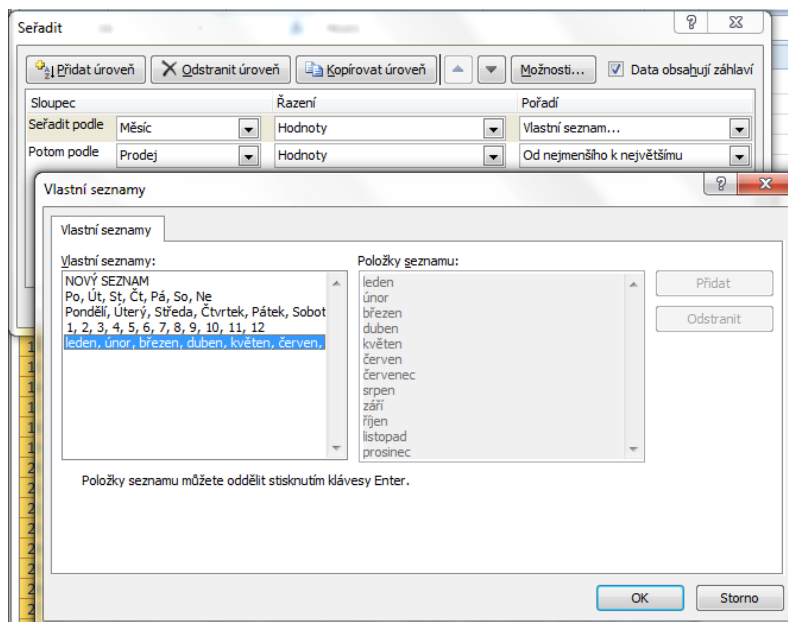 Seřadit
Přidat úroveň
Odstranit úroveň
Kopírovat úroveň
Možnosti...
Data obsahují záhlaví
Sloupec
Řazení
Pořadí
Seřadit podle
Měsíc
Hodnoty
Vlastní seznam...
Potom podle
Prodej
Hodnoty
Od nejmenšího k největšímu
Vlastní seznamy
Vlastní seznamy
Vlastní seznamy:
NOVÝ SEZNAM
Po, Út, St, Čt, Pá, So, Ne
Pondělí, Úterý, Středa, Čtvrtek, Pátek, Sobot
1, 2, 3, 4, 5, 6, 7, 8, 9, 10, 11, 12
leden, únor, březen, duben, květen, červen,
Položky seznamu:
leden
únor
březen
duben
květen
červen
červenec
srpen
září
říjen
listopad
prosinec
Přidat
Odstranit
Položky seznamu můžete oddělit stisknutím klávesy Enter.
OK
Storno